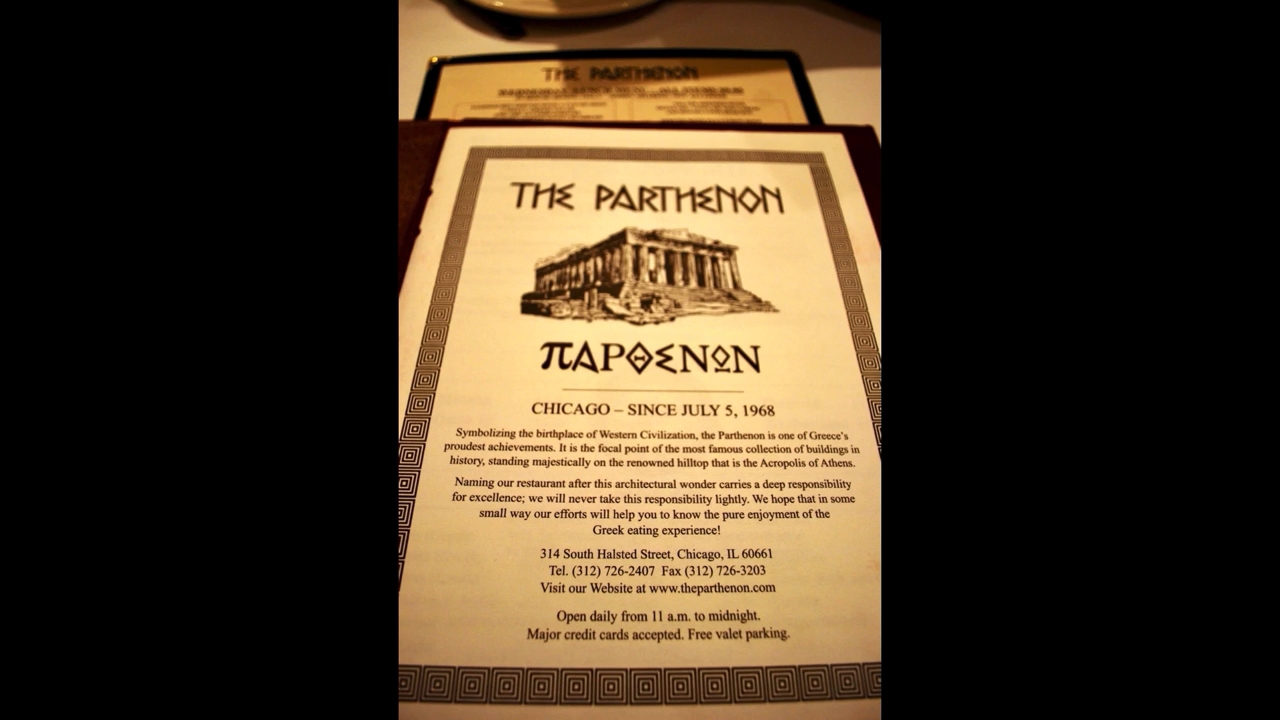 THE PARTHENON
THE PARTHENON
ΠΑΡΘΕΝΩΝ
CHICAGO – SINCE JULY 5, 1968
Symbolizing the birthplace of Western Civilization, the Parthenon is one of Greece's
proudest achievements. It is the focal point of the most famous collection of buildings in
history, standing majestically on the renowned hilltop that is the Acropolis of Athens.
Naming our restaurant after this architectural wonder carries a deep responsibility
for excellence; we will never take this responsibility lightly. We hope that in some
small way our efforts will help you to know the pure enjoyment of the
Greek eating experience!
314 South Halsted Street, Chicago, IL 60661
Tel. (312) 726-2407 Fax (312) 726-3203
Visit our Website at www.theparthenon.com
Open daily from 11 a.m. to midnight.
Major credit cards accepted. Free valet parking.